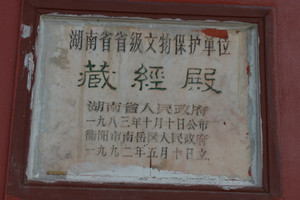 湖南省省级文物保护单位
藏經殿
湖南省人民政府
一九八三年十月十日公布
衡阳市南岳区人民政府
一九九二年五月十日立